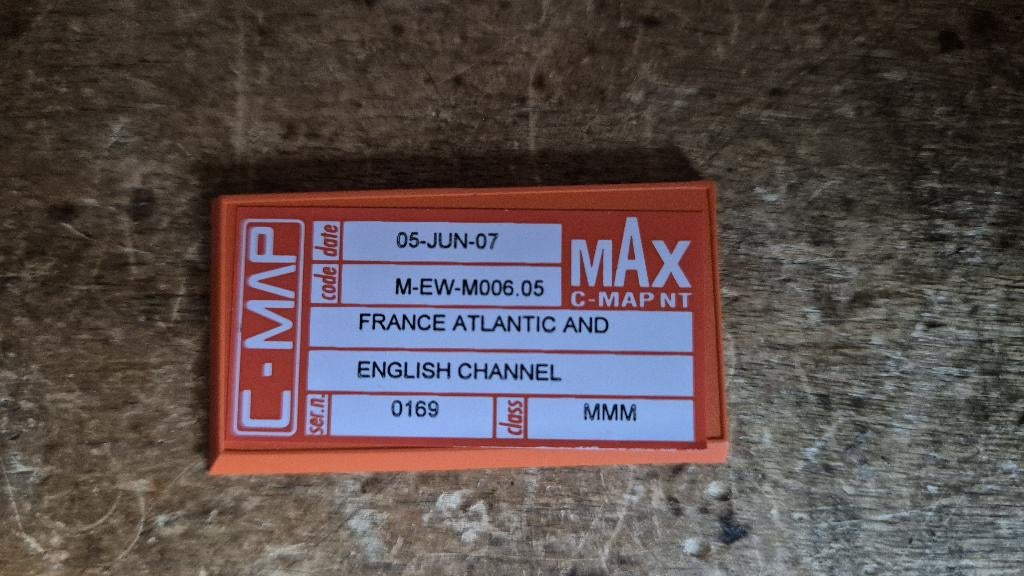 C-MAP
date 05-JUN-07
code M-EW-M006.05
MAX
C-MAP NT
FRANCE ATLANTIC AND
ENGLISH CHANNEL
ser.n. 0169 class MMM